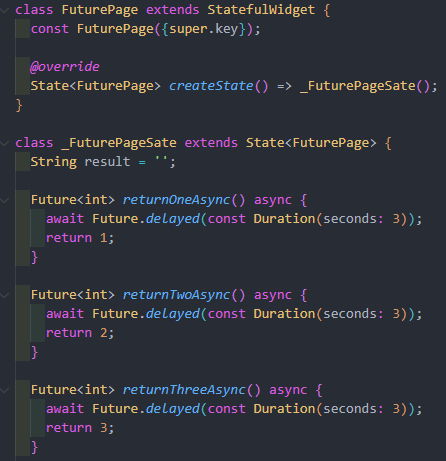 class FuturePage extends StatefulWidget {
  const FuturePage({super.key});

  @override
  State<FuturePage> createState() => _FuturePageSate();
}

class _FuturePageSate extends State<FuturePage> {
  String result = '';

  Future<int> returnOneAsync() async {
    await Future.delayed(const Duration(seconds: 3));
    return 1;
  }

  Future<int> returnTwoAsync() async {
    await Future.delayed(const Duration(seconds: 3));
    return 2;
  }

  Future<int> returnThreeAsync() async {
    await Future.delayed(const Duration(seconds: 3));
    return 3;
  }